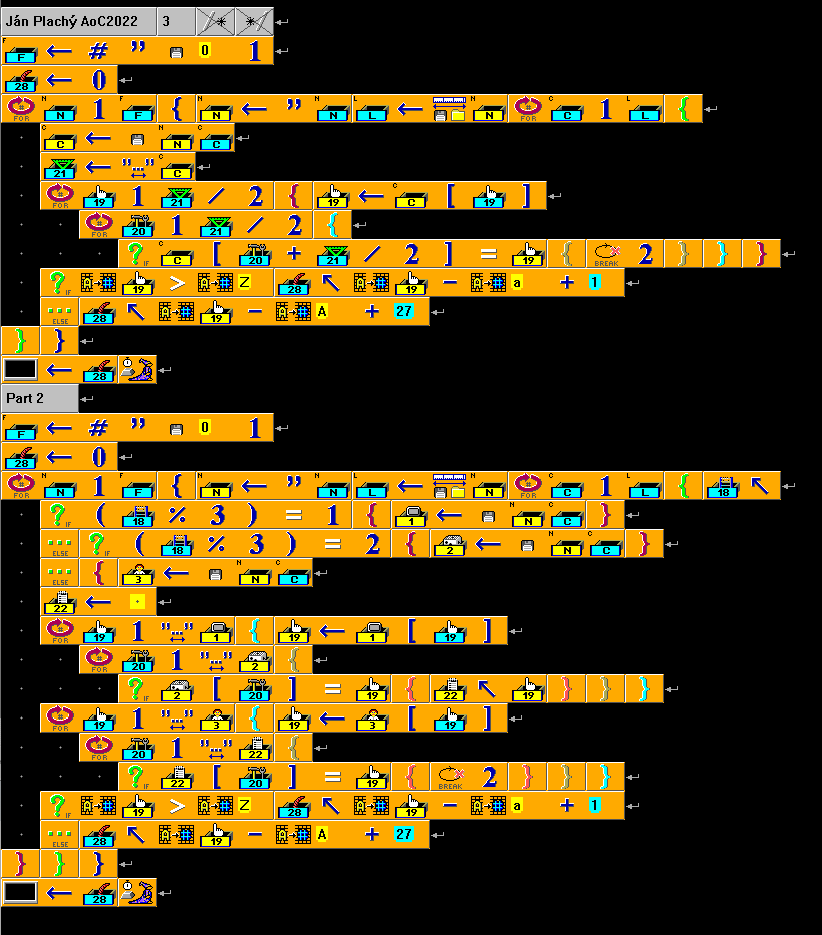 Ján Plachý AoC2022 3
F F ← # ” 0 1
28 ← 0
FOR N N 1 F F { N N ← ” N N L L ← N N FOR C C 1 L L {
C C ← N N C C
21 ← "..." C C
FOR 19 1 21 / 2 { 19 ← C C [ 19 ]
FOR 20 1 21 / 2 {
? IF C C [ 20 + 21 / 2 ] = 19 { BREAK 2 } } }
? IF A 19 > A Z 28 ↖ A 19 − A a + 1
... ELSE 28 ↖ A 19 − A A + 27
} }
← 28
Part 2
F F ← # ” 0 1
28 ← 0
FOR N N 1 F F { N N ← ” N N L L ← N N FOR C C 1 L L { 18 ↖
? IF ( 18 % 3 ) = 1 { 1 ← N N C C }
... ELSE ? IF ( 18 % 3 ) = 2 { 2 ← N N C C }
... ELSE { 3 ← N N C C
22 ←
FOR 19 1 "..." 1 { 19 ← 1 [ 19 ]
FOR 20 1 "..." 2 {
? IF 2 [ 20 ] = 19 { 22 ↖ 19 } } }
FOR 19 1 "..." 3 { 19 ← 3 [ 19 ]
FOR 20 1 "..." 22 {
? IF 22 [ 20 ] = 19 { BREAK 2 } } }
? IF A 19 > A Z 28 ↖ A 19 − A a + 1
... ELSE 28 ↖ A 19 − A A + 27
} } }
← 28